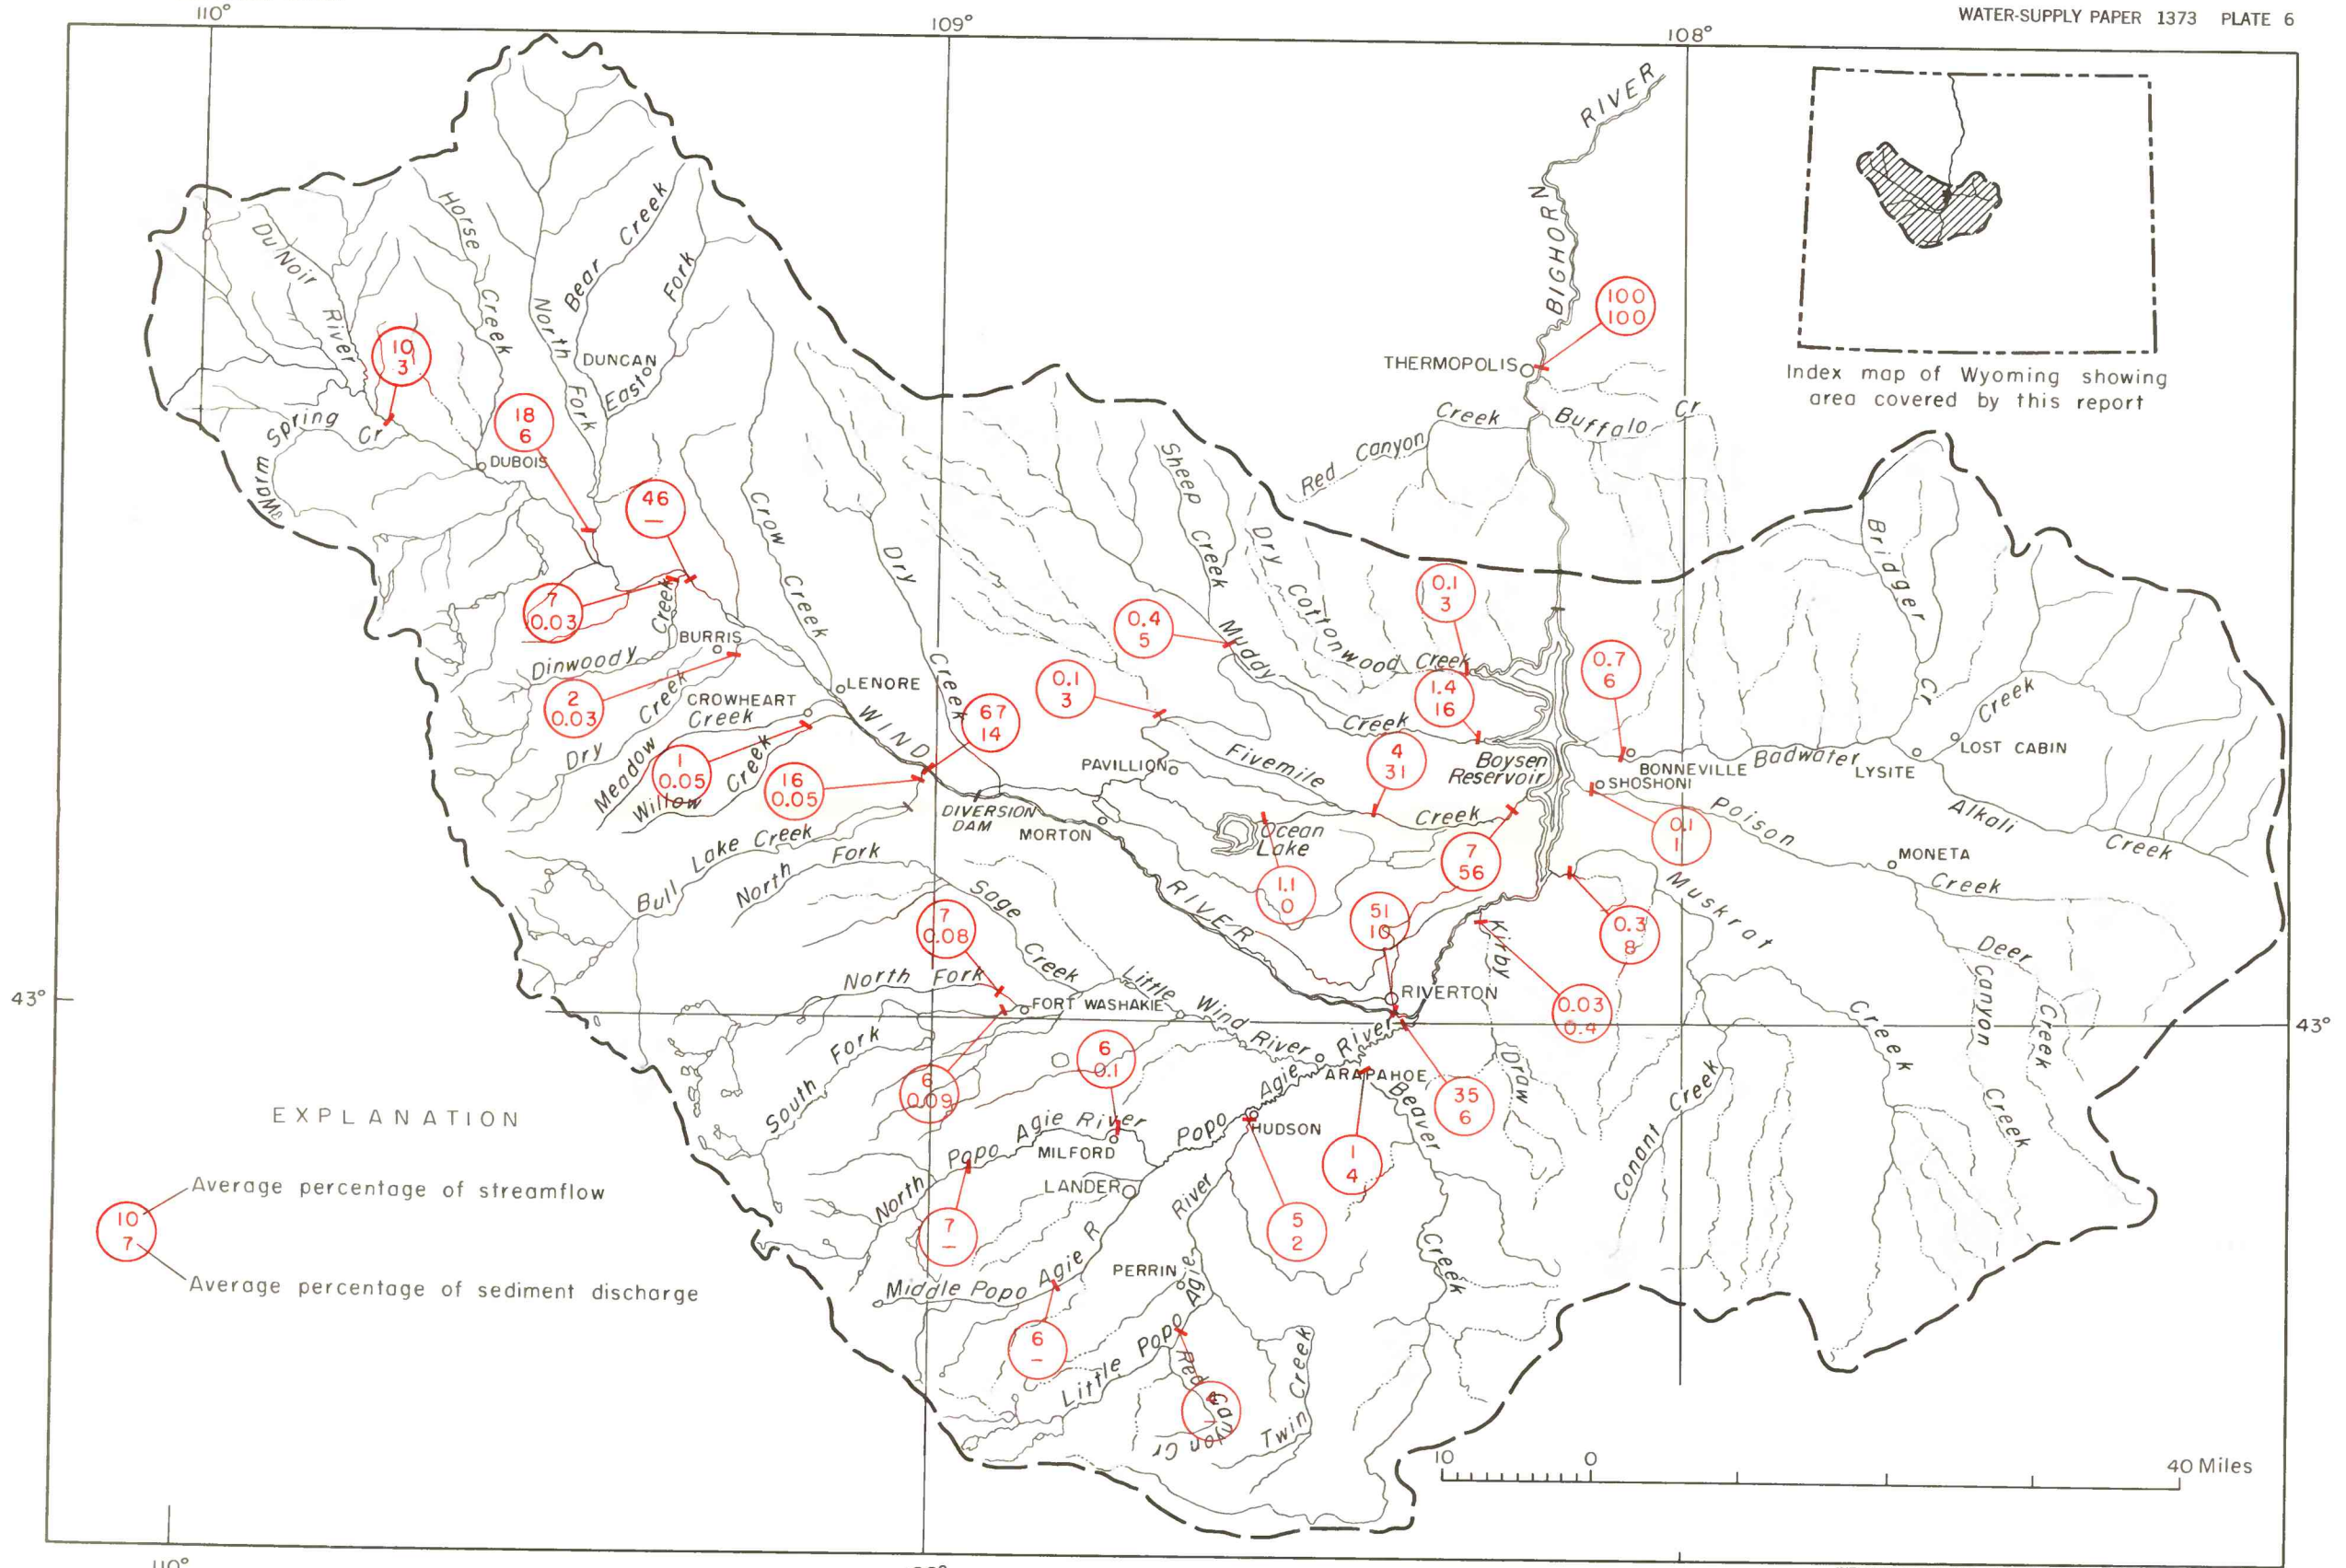 WATER-SUPPLY PAPER 1373 PLATE 6
110°
109°
108°
RIVER
BIGHORN
100
100
THERMOPOLIS
Index map of Wyoming showing
area covered by this report
Du Noir
River
Horse
Creek
North
Fork
Bear
Creek
East
Fork
DUNCAN
10
3
18
6
Warm
Spring
Cr
DUBOIS
46
—
7
0.03
Dinwoody
Creek
BURRIS
2
0.03
Dry
Creek
CROWHEART
Creek
Meadow
1
0.05
Willow
Creek
LENORE
Crow
Creek
Dry
Creek
WIND
67
14
16
0.05
DIVERSION
DAM
MORTON
Bull
Lake Creek
North
Fork
Sage
Creek
Red
Canyon
Creek
Buffalo
Cr
Sheep
Creek
Dry
Cottonwood
Creek
0.1
3
0.4
5
Muddy
Creek
0.1
3
1.4
16
0.7
6
PAVILLION
Fivemile
Creek
4
31
Boysen
Reservoir
BONNEVILLE
SHOSHONI
Badwater
LYSITE
LOST CABIN
Bridger
Cr
Creek
Alkali
Creek
Poison
Creek
MONETA
0.1
1
Ocean
Lake
1.1
0
7
56
RIVER
51
10
Muskrat
Creek
0.3
8
Kirby
Draw
0.03
0.4
RIVERTON
Deer
Creek
Canyon
Creek
7
0.08
North Fork
FORT WASHAKIE
43°
43°
Little
Wind
River
River
South
Fork
6
0.09
6
0.1
ARAPAHOE
35
6
Beaver
Creek
Conant
Creek
North
Popo
Agie River
MILFORD
Popo
Agie
HUDSON
1
4
5
2
LANDER
7
—
River
Middle Popo
Agie
R
PERRIN
6
—
Little
Popo
Agie
Red
Canyon
Cr
Twin
Creek
EXPLANATION
Average percentage of streamflow
10
7
Average percentage of sediment discharge
10
0
40 Miles
110°